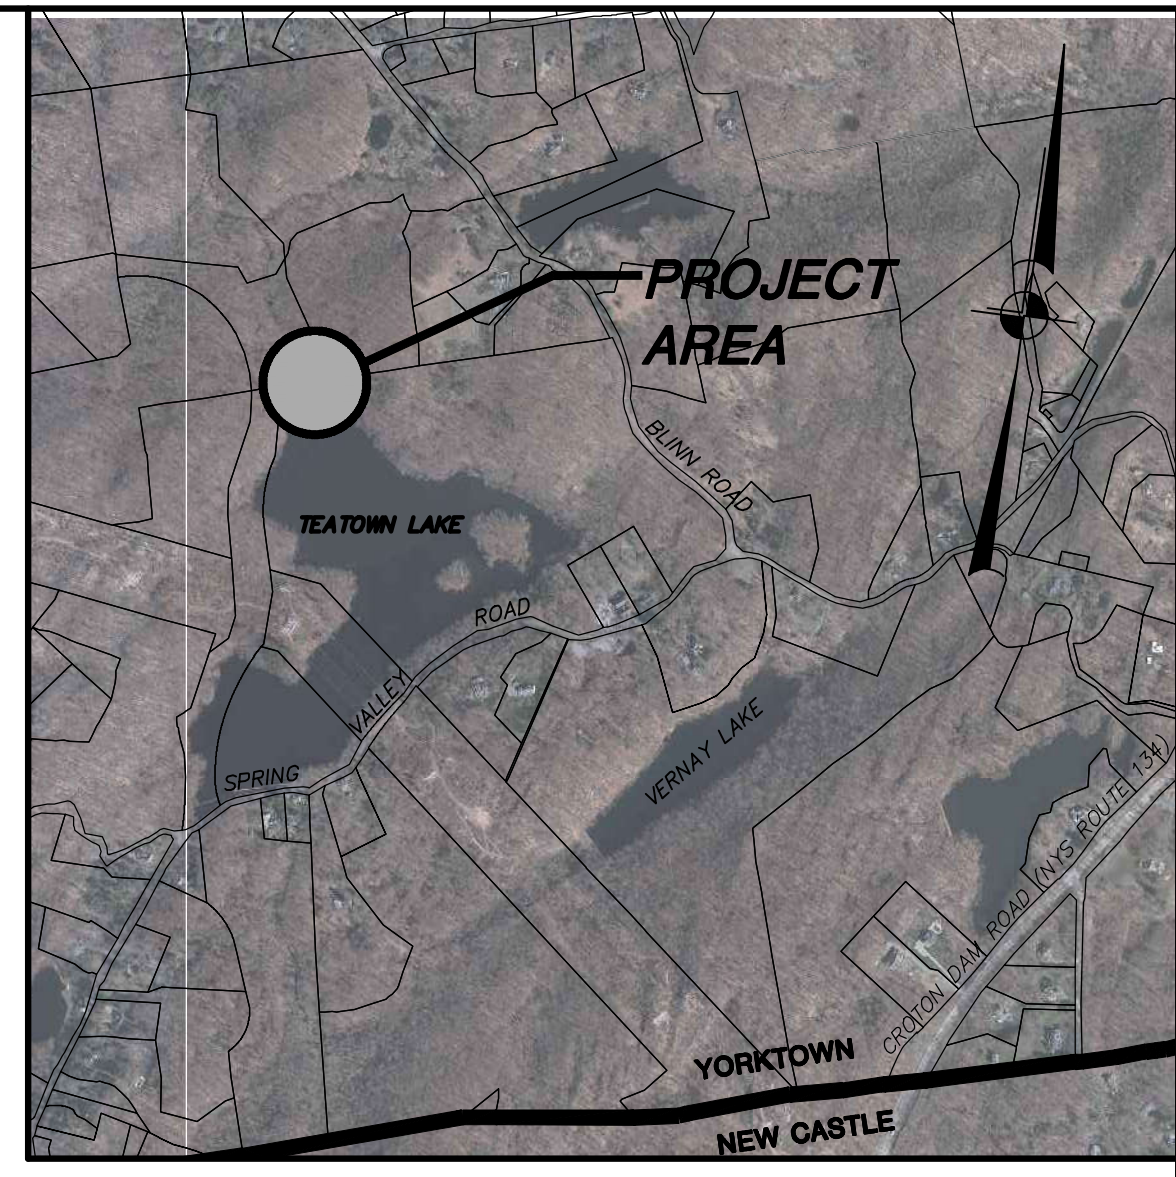 PROJECT
AREA
BLINN ROAD
TEATOWN LAKE
SPRING VALLEY ROAD
VERNAY LAKE
CROTON DAM ROAD (NYS ROUTE 134)
YORKTOWN
NEW CASTLE